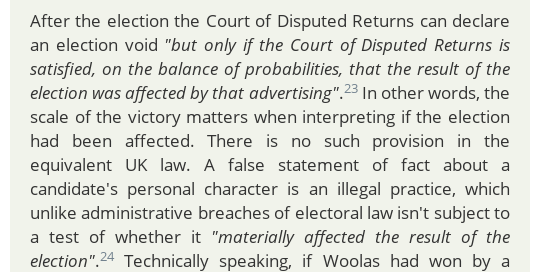 After the election the Court of Disputed Returns can declare
an election void "but only if the Court of Disputed Returns is
satisfied, on the balance of probabilities, that the result of the
election was affected by that advertising".23 In other words, the
scale of the victory matters when interpreting if the election
had been affected. There is no such provision in the
equivalent UK law. A false statement of fact about a
candidate's personal character is an illegal practice, which
unlike administrative breaches of electoral law isn't subject to
a test of whether it "materially affected the result of the
election".24 Technically speaking, if Woolas had won by a